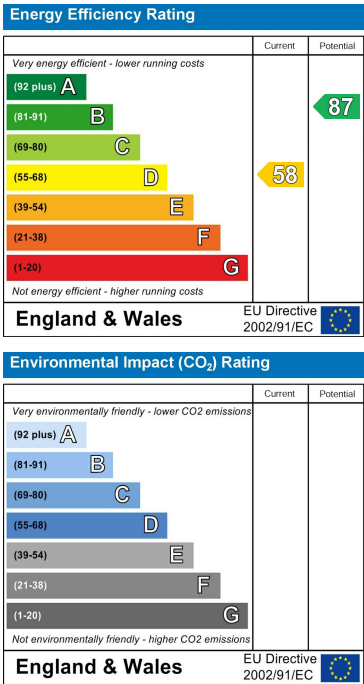 Energy Efficiency Rating
Current Potential
Very energy efficient - lower running costs
(92 plus) A
(81-91) B
(69-80) C
(55-68) D
(39-54) E
(21-38) F
(1-20) G
58
87
Not energy efficient - higher running costs
England & Wales
EU Directive
2002/91/EC
Environmental Impact (CO₂) Rating
Current Potential
Very environmentally friendly - lower CO2 emissions
(92 plus) A
(81-91) B
(69-80) C
(55-68) D
(39-54) E
(21-38) F
(1-20) G
Not environmentally friendly - higher CO2 emissions
England & Wales
EU Directive
2002/91/EC